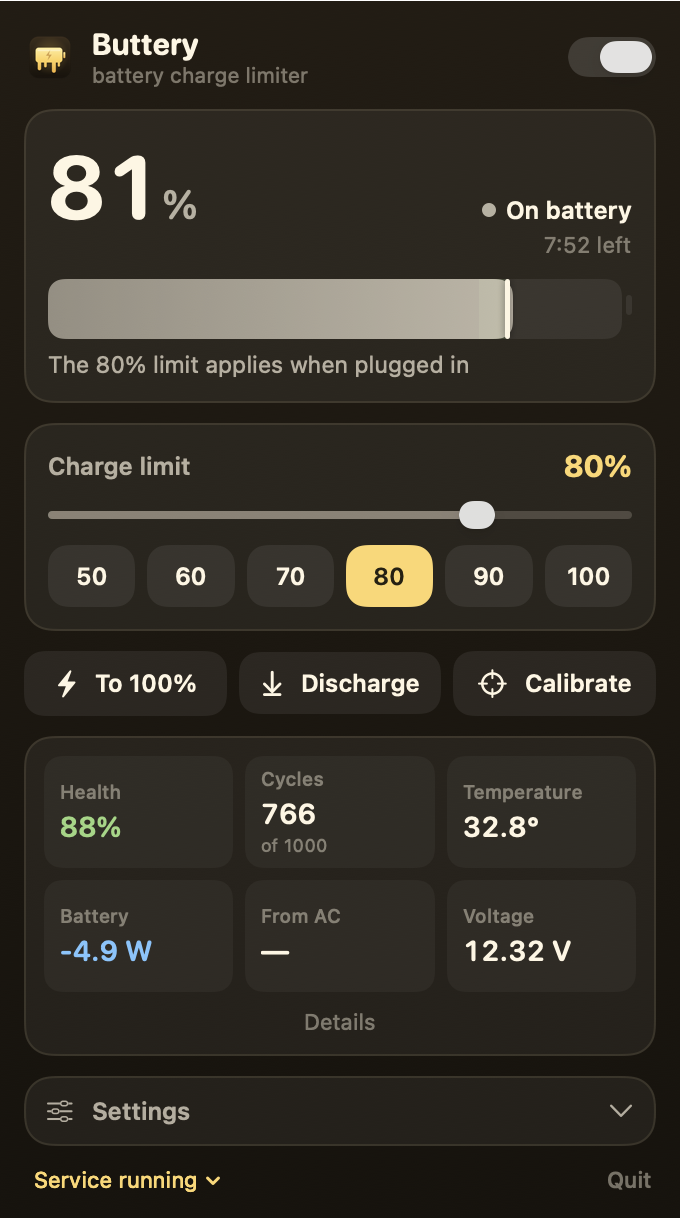 Buttery
battery charge limiter
81%
On battery
7:52 left
The 80% limit applies when plugged in
Charge limit
80%
50 60 70 80 90 100
To 100% Discharge Calibrate
Health
88%
Cycles
766
of 1000
Temperature
32.8°
Battery
-4.9 W
From AC
—
Voltage
12.32 V
Details
Settings
Service running
Quit